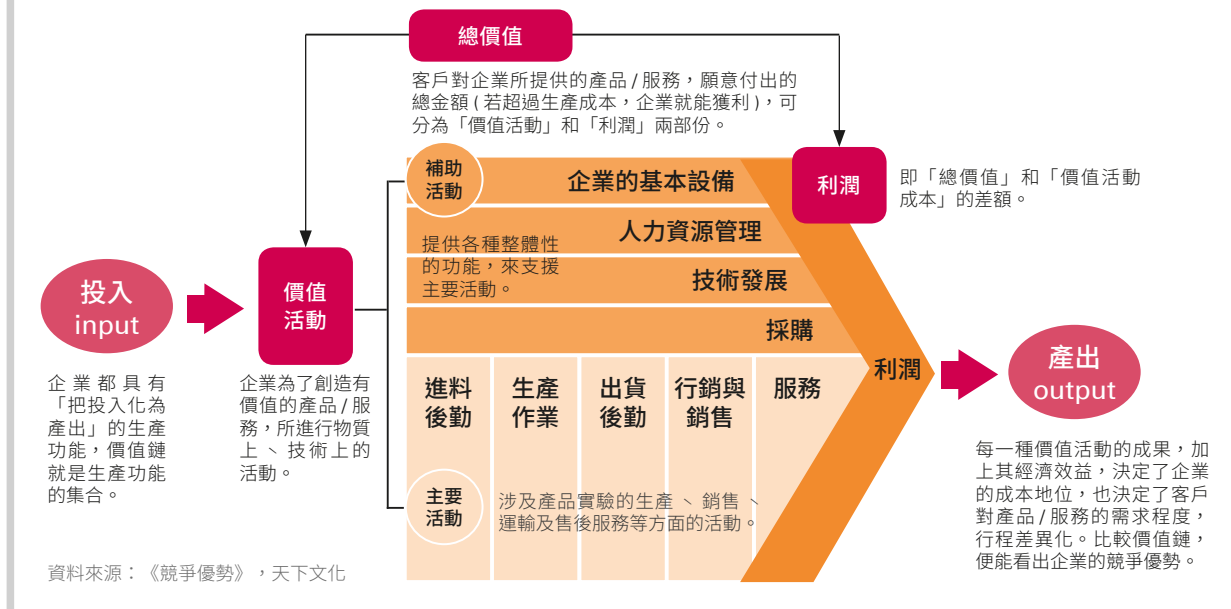 總價值
客戶對企業所提供的產品 / 服務，願意付出的
總金額 ( 若超過生產成本，企業就能獲利 )，可
分為「價值活動」和「利潤」兩部份。
補助
活動
企業的基本設備
利潤
即「總價值」和「價值活動
成本」的差額。
人力資源管理
提供各種整體性
的功能，來支援
主要活動。
技術發展
採購
投入
input
價值
活動
利潤
產出
output
企業都具有
「把投入化為
產出」的生產
功能，價值鏈
就是生產功能
的集合。
企業為了創造有
價值的產品 / 服
務，所進行物質
上、技術上的
活動。
進料
後勤
生產
作業
出貨
後勤
行銷與
銷售
服務
主要
活動
涉及產品實驗的生產、銷售、
運輸及售後服務等方面的活動。
每一種價值活動的成果，加
上其經濟效益，決定了企業
的成本地位，也決定了客戶
對產品 / 服務的需求程度，
行程差異化。比較價值鏈，
便能看出企業的競爭優勢。
資料來源：《競爭優勢》，天下文化